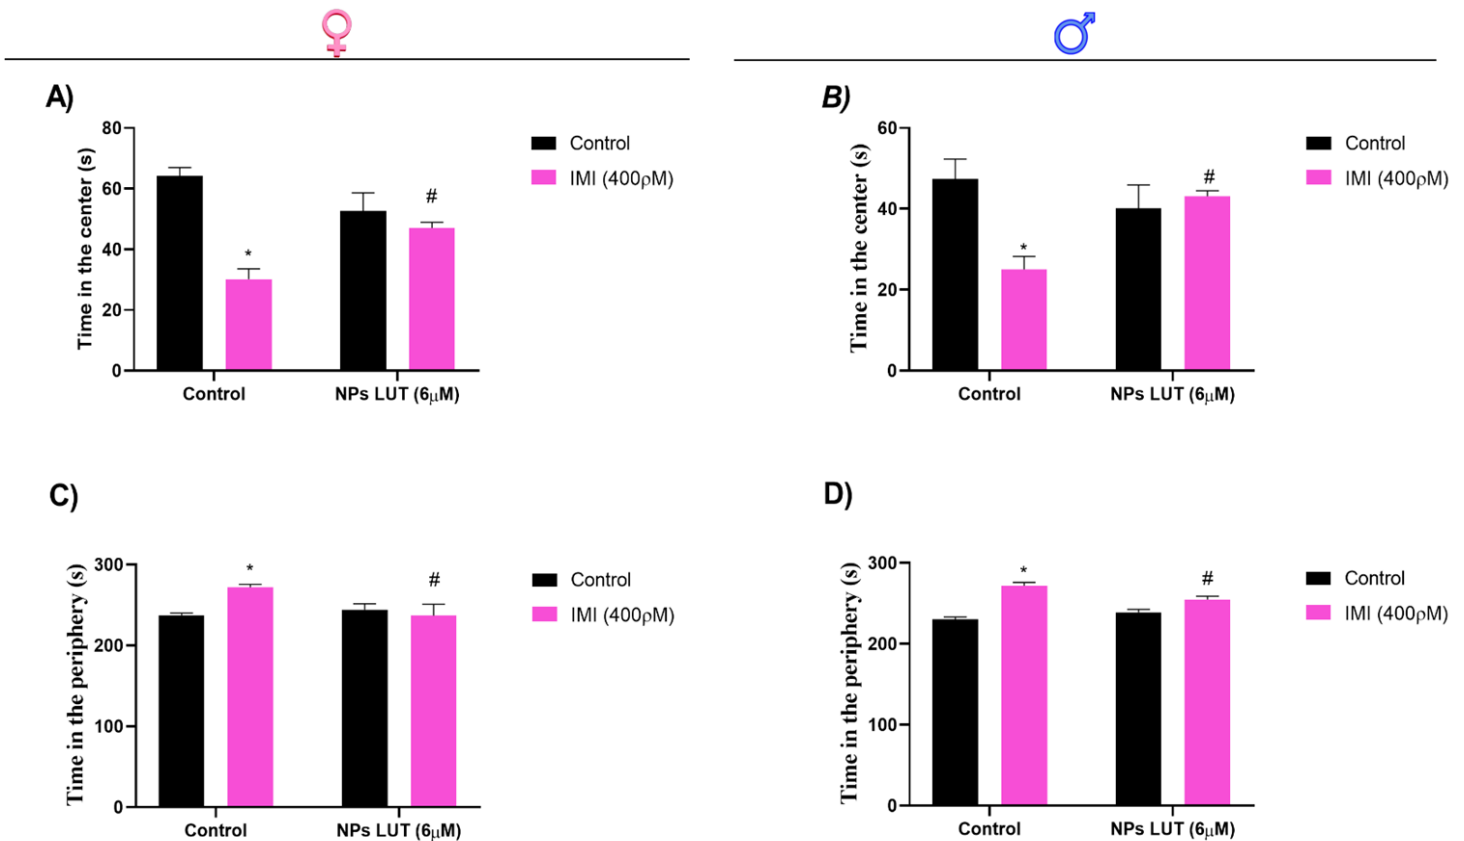 A)
Time in the center (s)
80
60
40
20
0
*
#
Control
NPs LUT (6μM)
Control
IMI (400ρM)
B)
Time in the center (s)
60
40
20
0
*
#
Control
NPs LUT (6μM)
Control
IMI (400ρM)
C)
Time in the periphery (s)
300
200
100
0
*
#
Control
NPs LUT (6μM)
Control
IMI (400ρM)
D)
Time in the periphery (s)
300
200
100
0
*
#
Control
NPs LUT (6μM)
Control
IMI (400ρM)